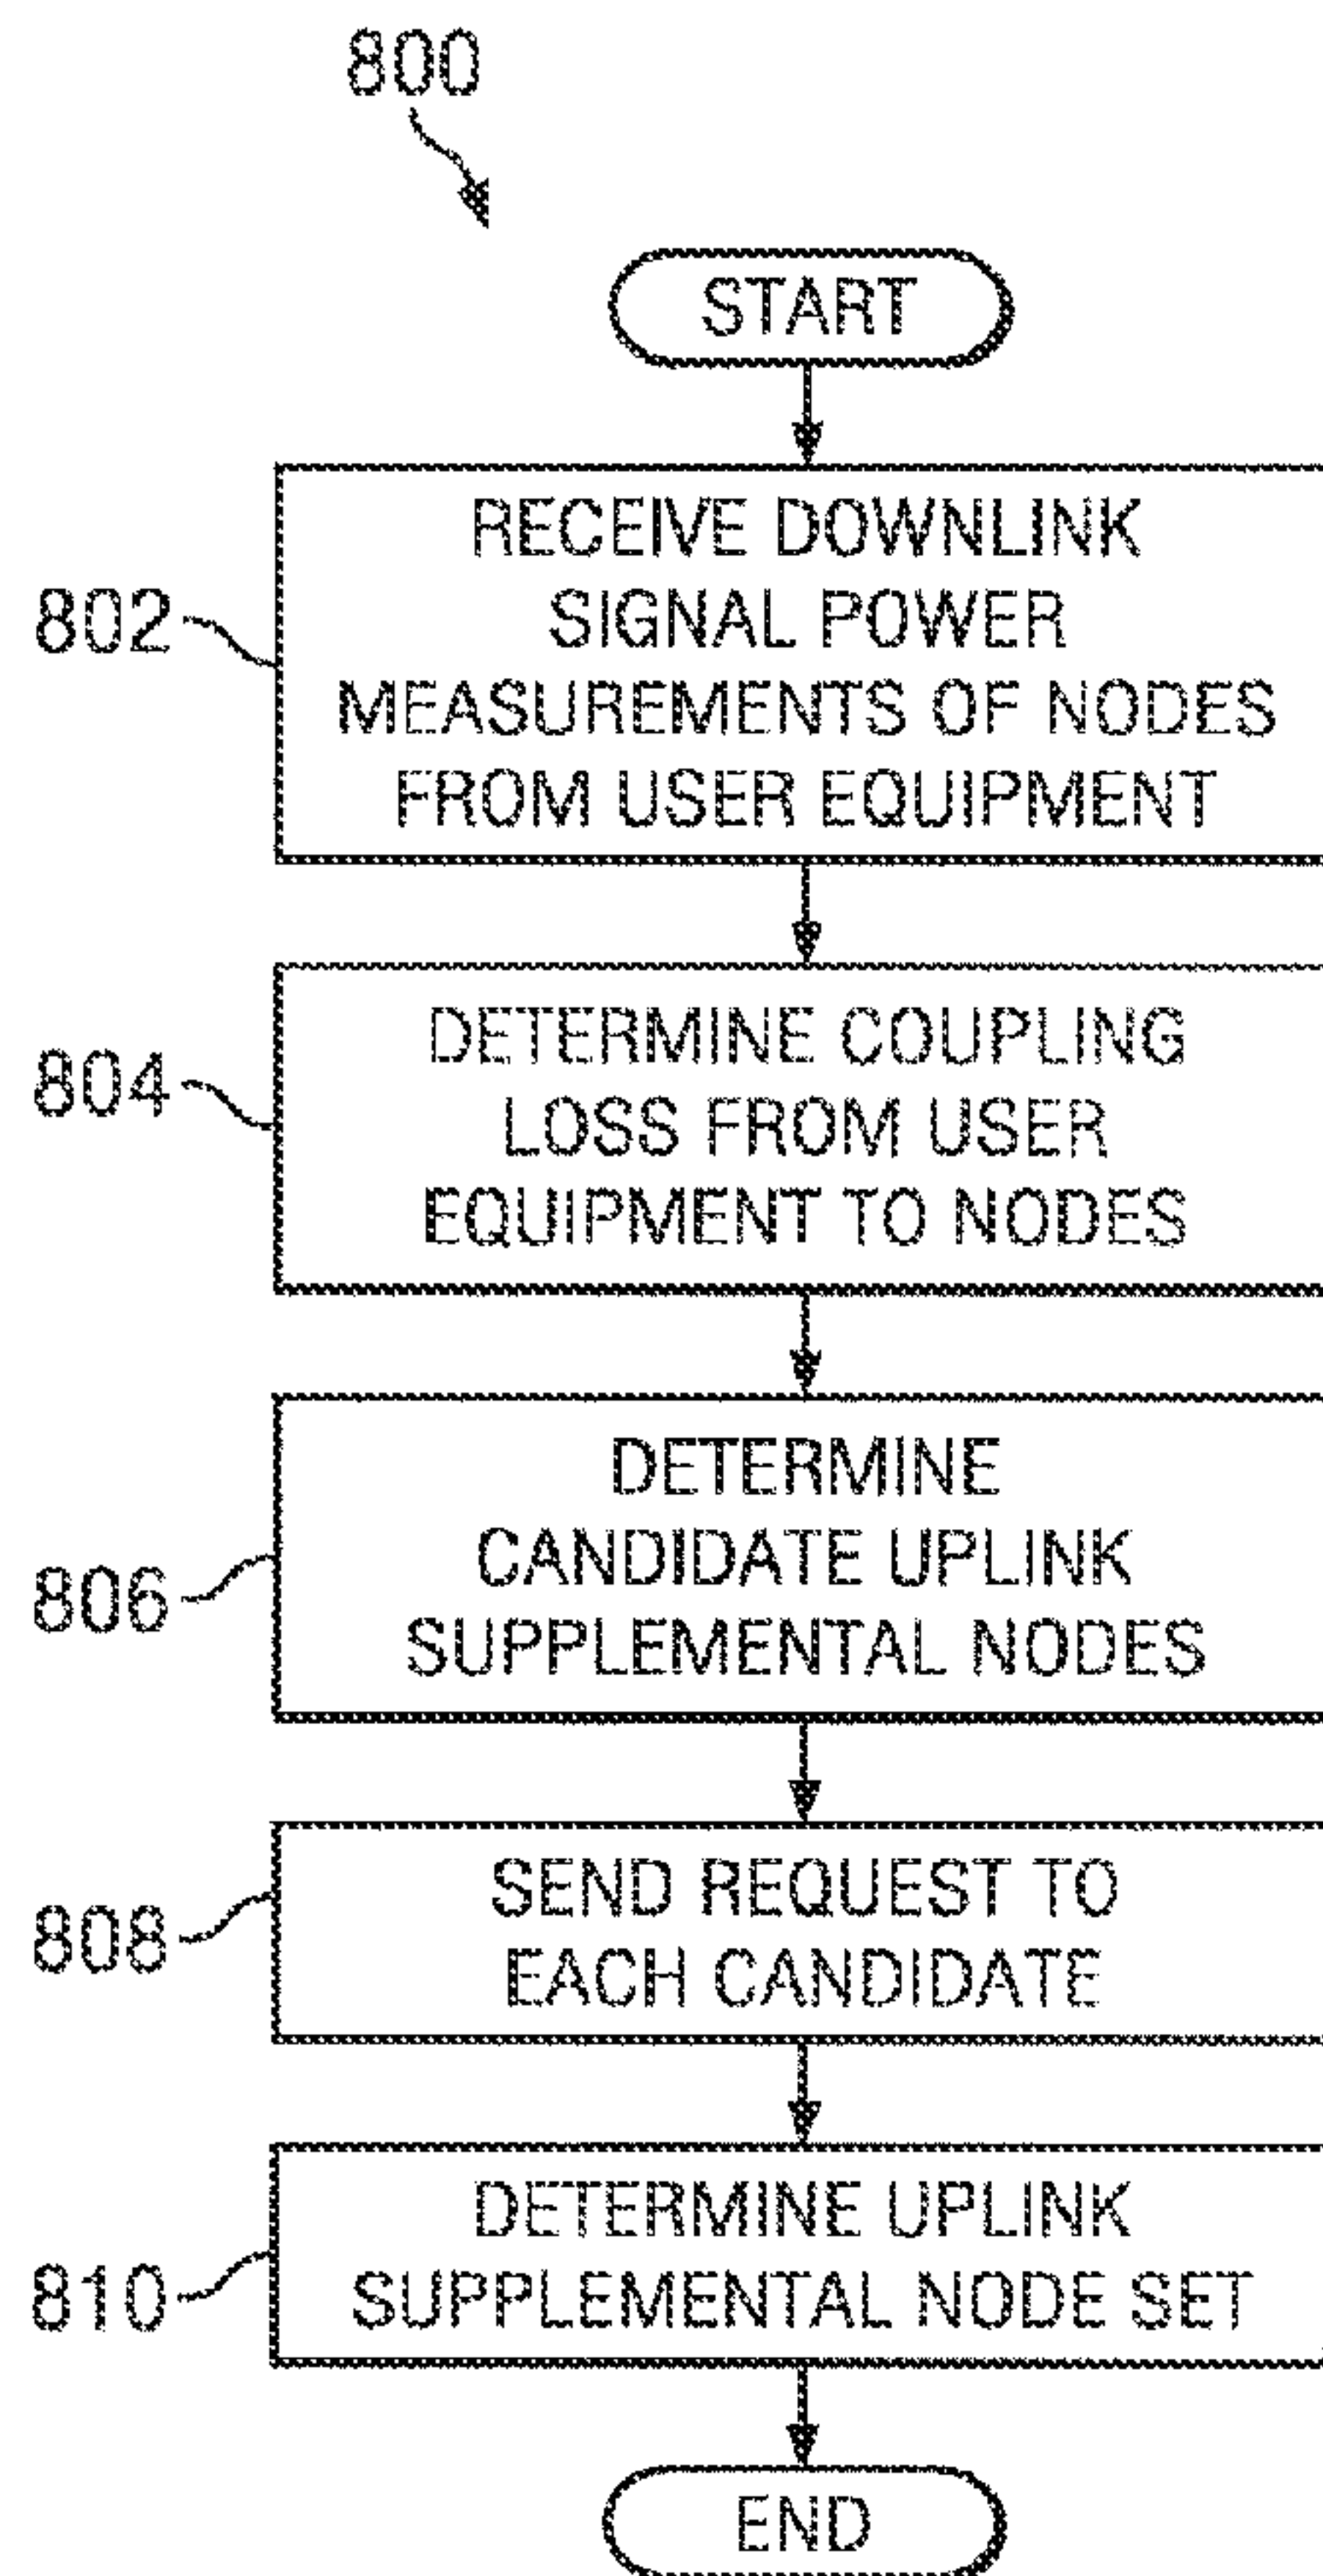 800
START
802
RECEIVE DOWNLINK
SIGNAL POWER
MEASUREMENTS OF NODES
FROM USER EQUIPMENT
804
DETERMINE COUPLING
LOSS FROM USER
EQUIPMENT TO NODES
806
DETERMINE
CANDIDATE UPLINK
SUPPLEMENTAL NODES
808
SEND REQUEST TO
EACH CANDIDATE
810
DETERMINE UPLINK
SUPPLEMENTAL NODE SET
END